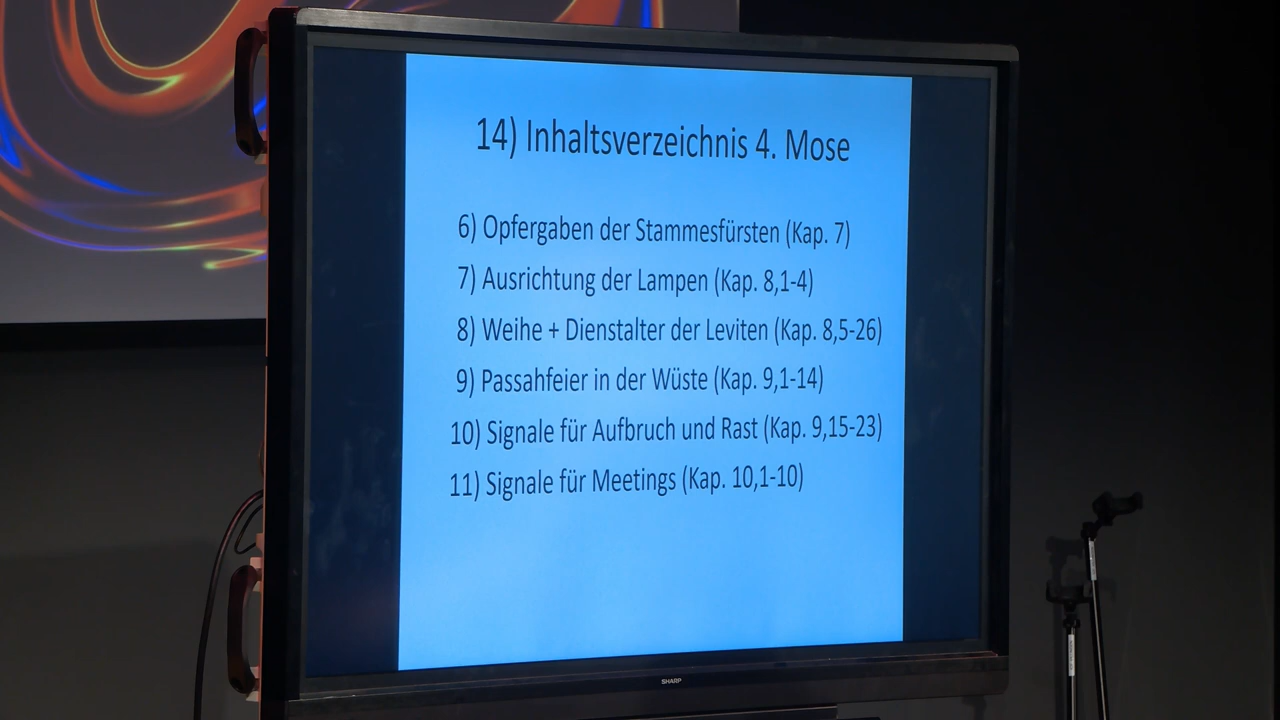 14) Inhaltsverzeichnis 4. Mose
6) Opfergaben der Stammesfürsten (Kap. 7)
7) Ausrichtung der Lampen (Kap. 8,1-4)
8) Weihe + Dienstalter der Leviten (Kap. 8,5-26)
9) Passahfeier in der Wüste (Kap. 9,1-14)
10) Signale für Aufbruch und Rast (Kap. 9,15-23)
11) Signale für Meetings (Kap. 10,1-10)
SHARP